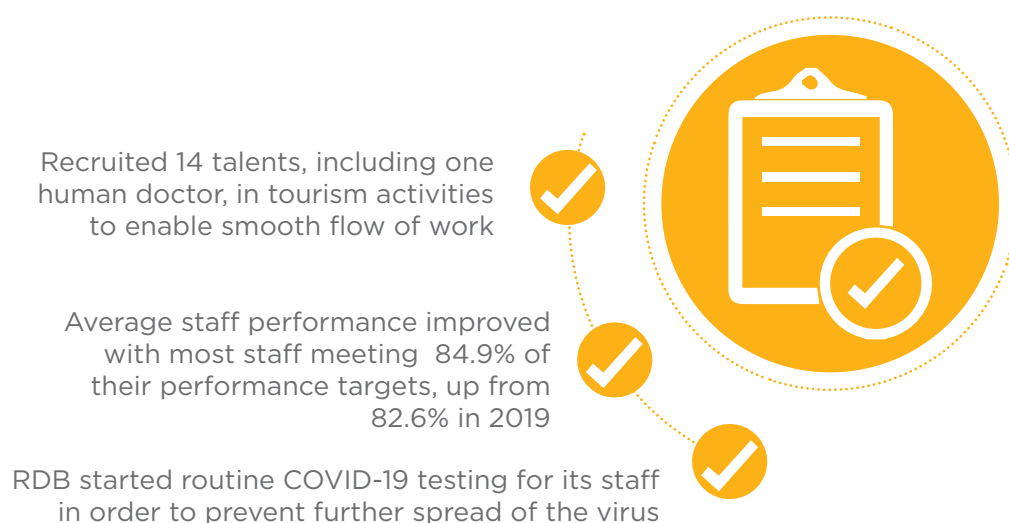 Recruited 14 talents, including one
human doctor, in tourism activities
to enable smooth flow of work
Average staff performance improved
with most staff meeting 84.9% of
their performance targets, up from
82.6% in 2019
RDB started routine COVID-19 testing for its staff
in order to prevent further spread of the virus